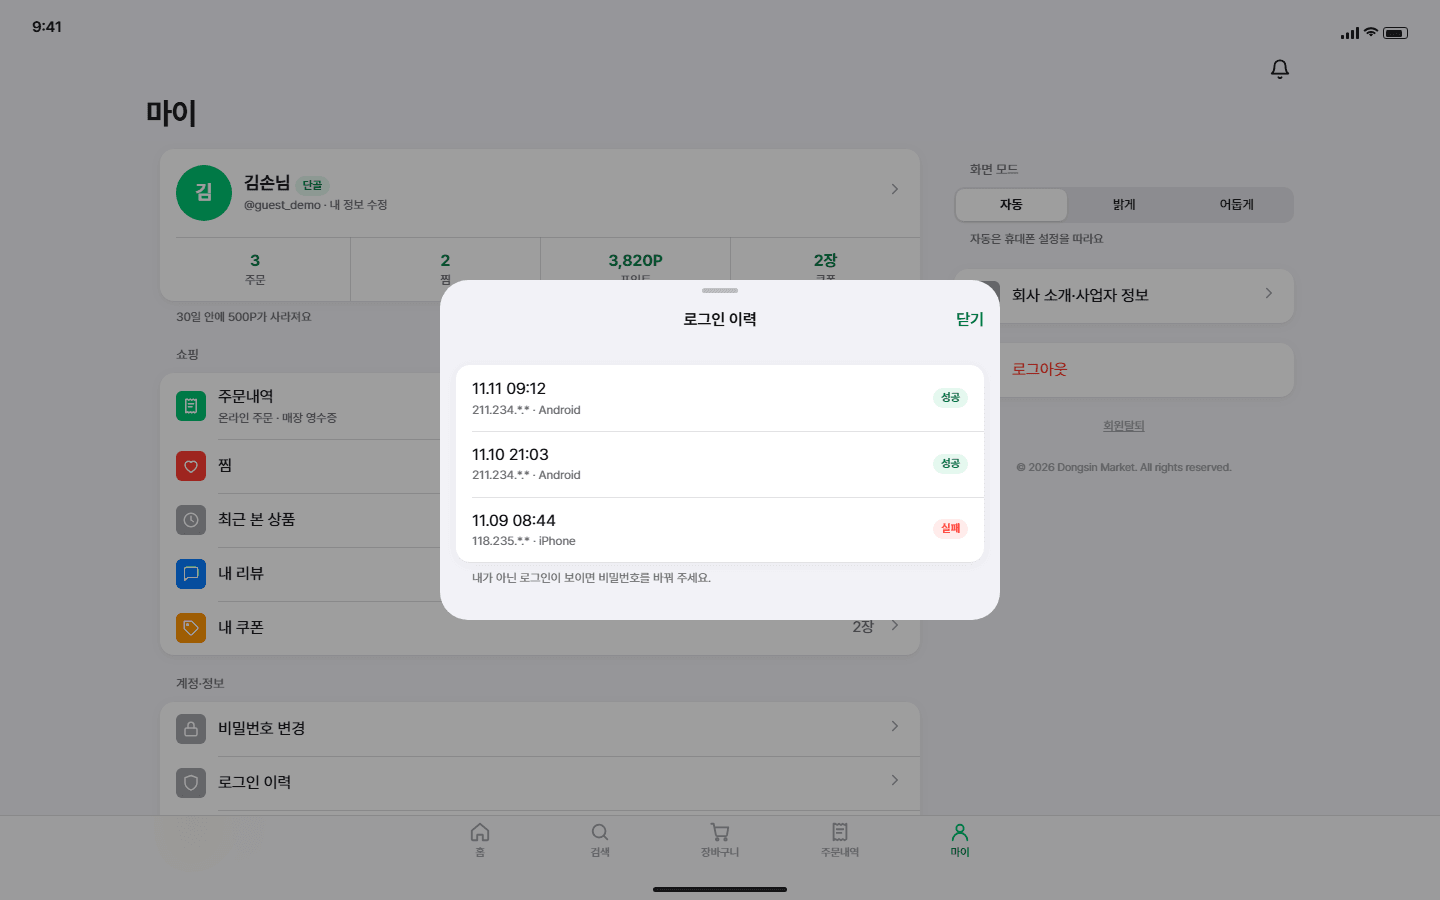 9:41
마이
김
김손님 단골
@guest_demo · 내 정보 수정
3
주문
2
찜
3,820P
포인트
2장
쿠폰
30일 안에 500P가 사라져요
쇼핑
주문내역
온라인 주문 · 매장 영수증
찜
최근 본 상품
내 리뷰
내 쿠폰
2장
계정·정보
비밀번호 변경
로그인 이력
화면 모드
자동
밝게
어둡게
자동은 휴대폰 설정을 따라요
회사 소개·사업자 정보
로그아웃
회원탈퇴
© 2026 Dongsin Market. All rights reserved.
로그인 이력
닫기
11.11 09:12
211.234.*.* · Android
성공
11.10 21:03
211.234.*.* · Android
성공
11.09 08:44
118.235.*.* · iPhone
실패
내가 아닌 로그인이 보이면 비밀번호를 바꿔 주세요.
홈
검색
장바구니
주문내역
마이